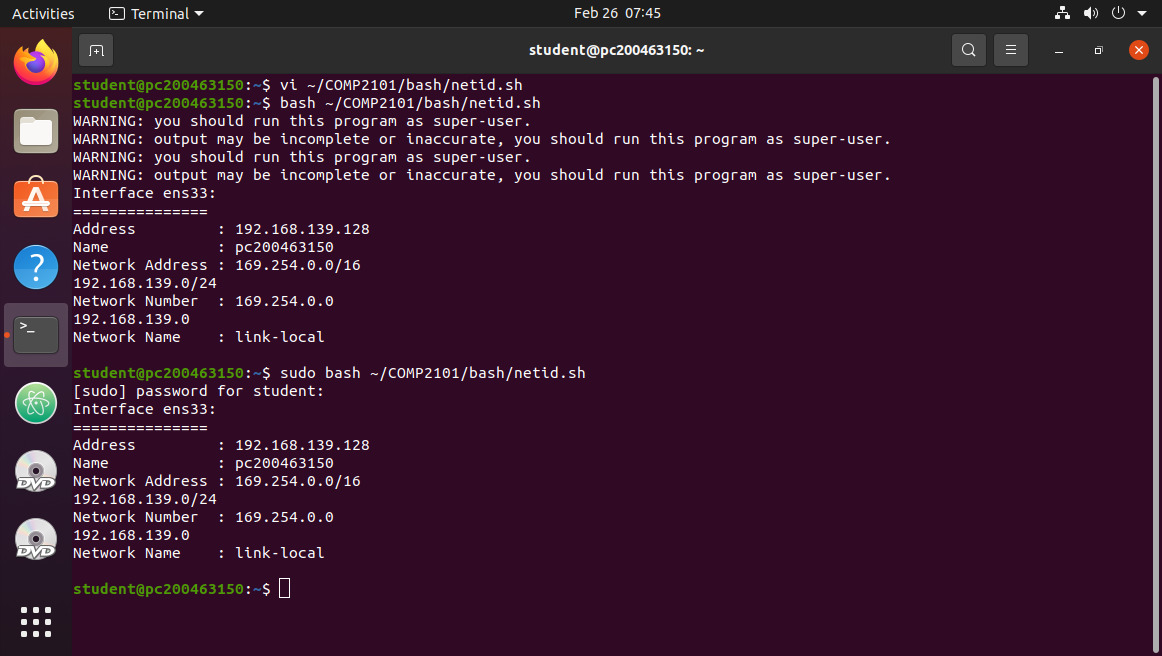 Activities Terminal Feb 26 07:45
student@pc200463150: ~
student@pc200463150:~$ vi ~/COMP2101/bash/netid.sh
student@pc200463150:~$ bash ~/COMP2101/bash/netid.sh
WARNING: you should run this program as super-user.
WARNING: output may be incomplete or inaccurate, you should run this program as super-user.
WARNING: you should run this program as super-user.
WARNING: output may be incomplete or inaccurate, you should run this program as super-user.
Interface ens33:
===============
Address         : 192.168.139.128
Name            : pc200463150
Network Address : 169.254.0.0/16
192.168.139.0/24
Network Number  : 169.254.0.0
192.168.139.0
Network Name    : link-local
student@pc200463150:~$ sudo bash ~/COMP2101/bash/netid.sh
[sudo] password for student:
Interface ens33:
===============
Address         : 192.168.139.128
Name            : pc200463150
Network Address : 169.254.0.0/16
192.168.139.0/24
Network Number  : 169.254.0.0
192.168.139.0
Network Name    : link-local
student@pc200463150:~$
DVD
DVD